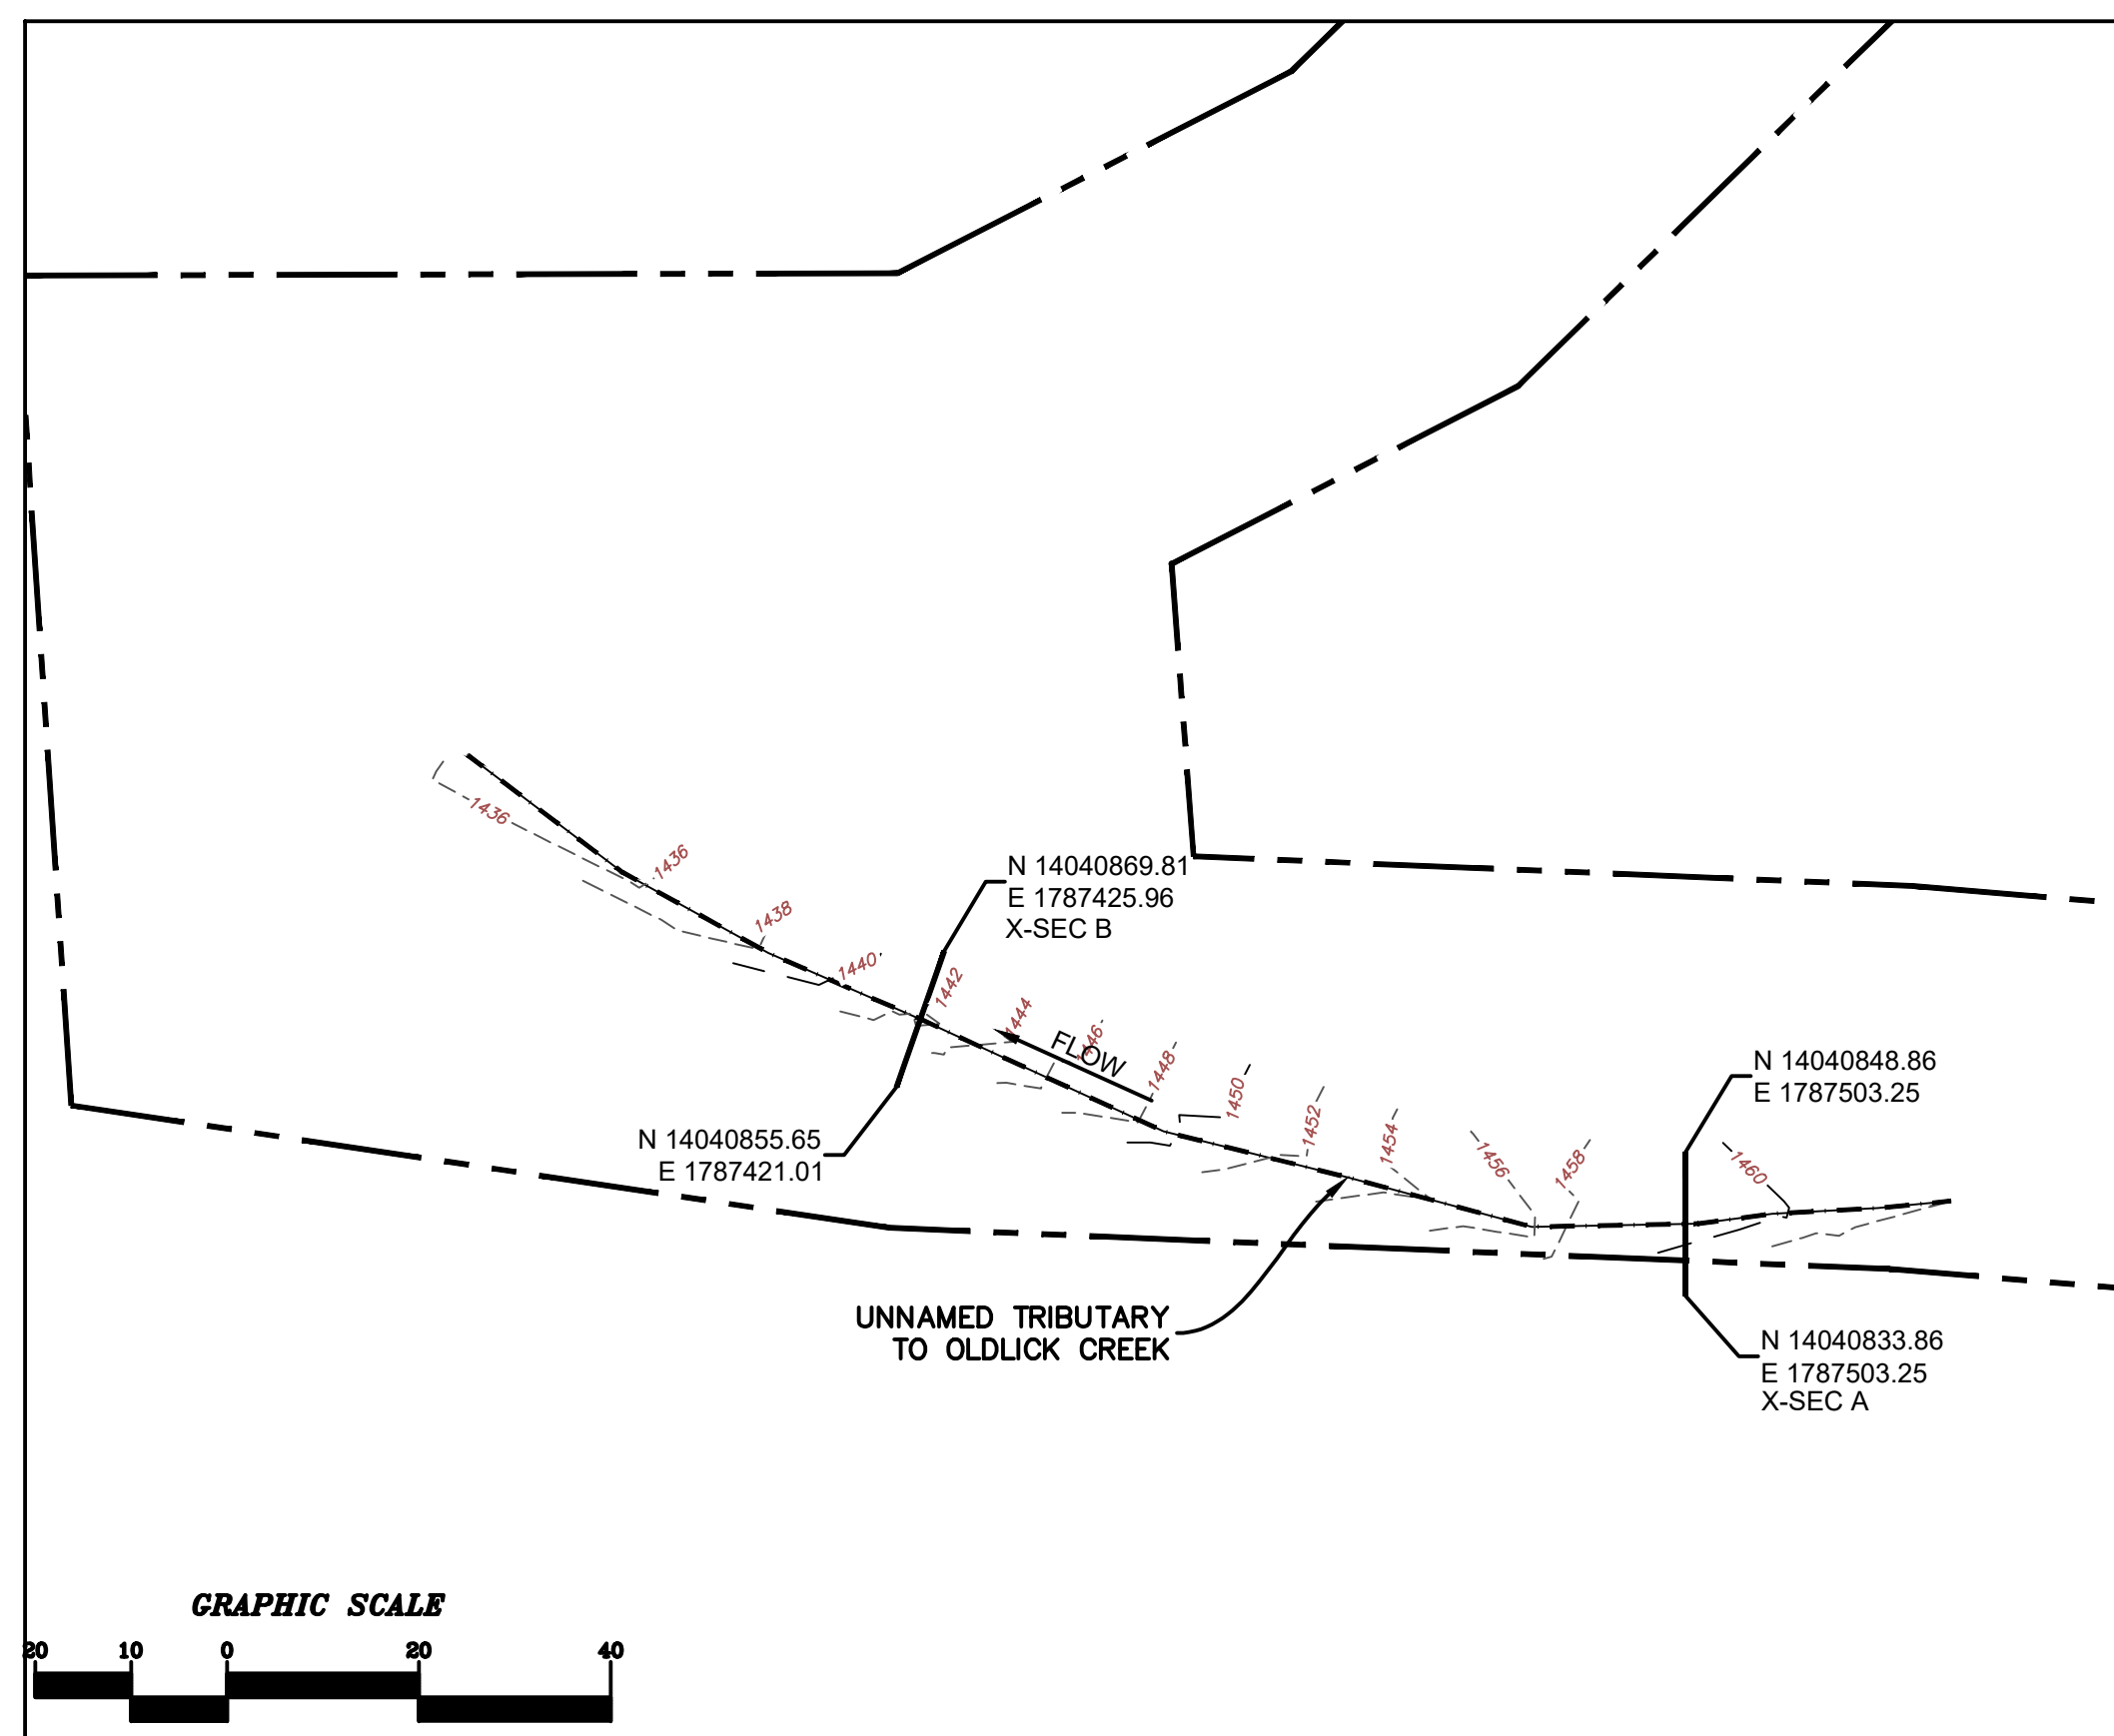 1436
1436
1438
1440
1442
1444
1446
1448
1450
1452
1454
1456
1458
1460
N 14040869.81
E 1787425.96
X-SEC B
FLOW
N 14040855.65
E 1787421.01
N 14040848.86
E 1787503.25
UNNAMED TRIBUTARY
TO OLDLICK CREEK
N 14040833.86
E 1787503.25
X-SEC A
GRAPHIC SCALE
20 10 0 20 40